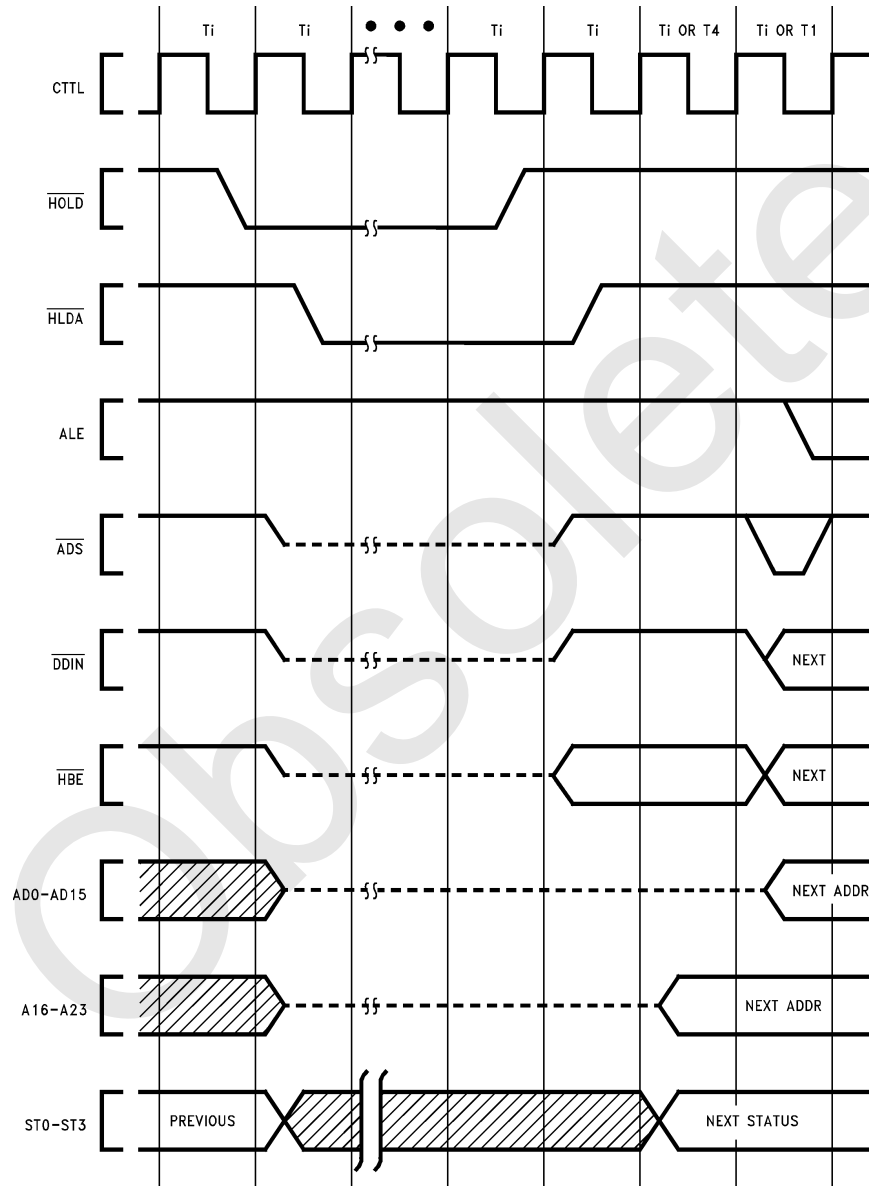 Ti Ti Ti Ti Ti OR T4 Ti OR T1
CTTL
HOLD
HLDA
ALE
ADS
DDIN NEXT
HBE NEXT
AD0-AD15 NEXT ADDR
A16-A23 NEXT ADDR
ST0-ST3 PREVIOUS NEXT STATUS
Obsolete